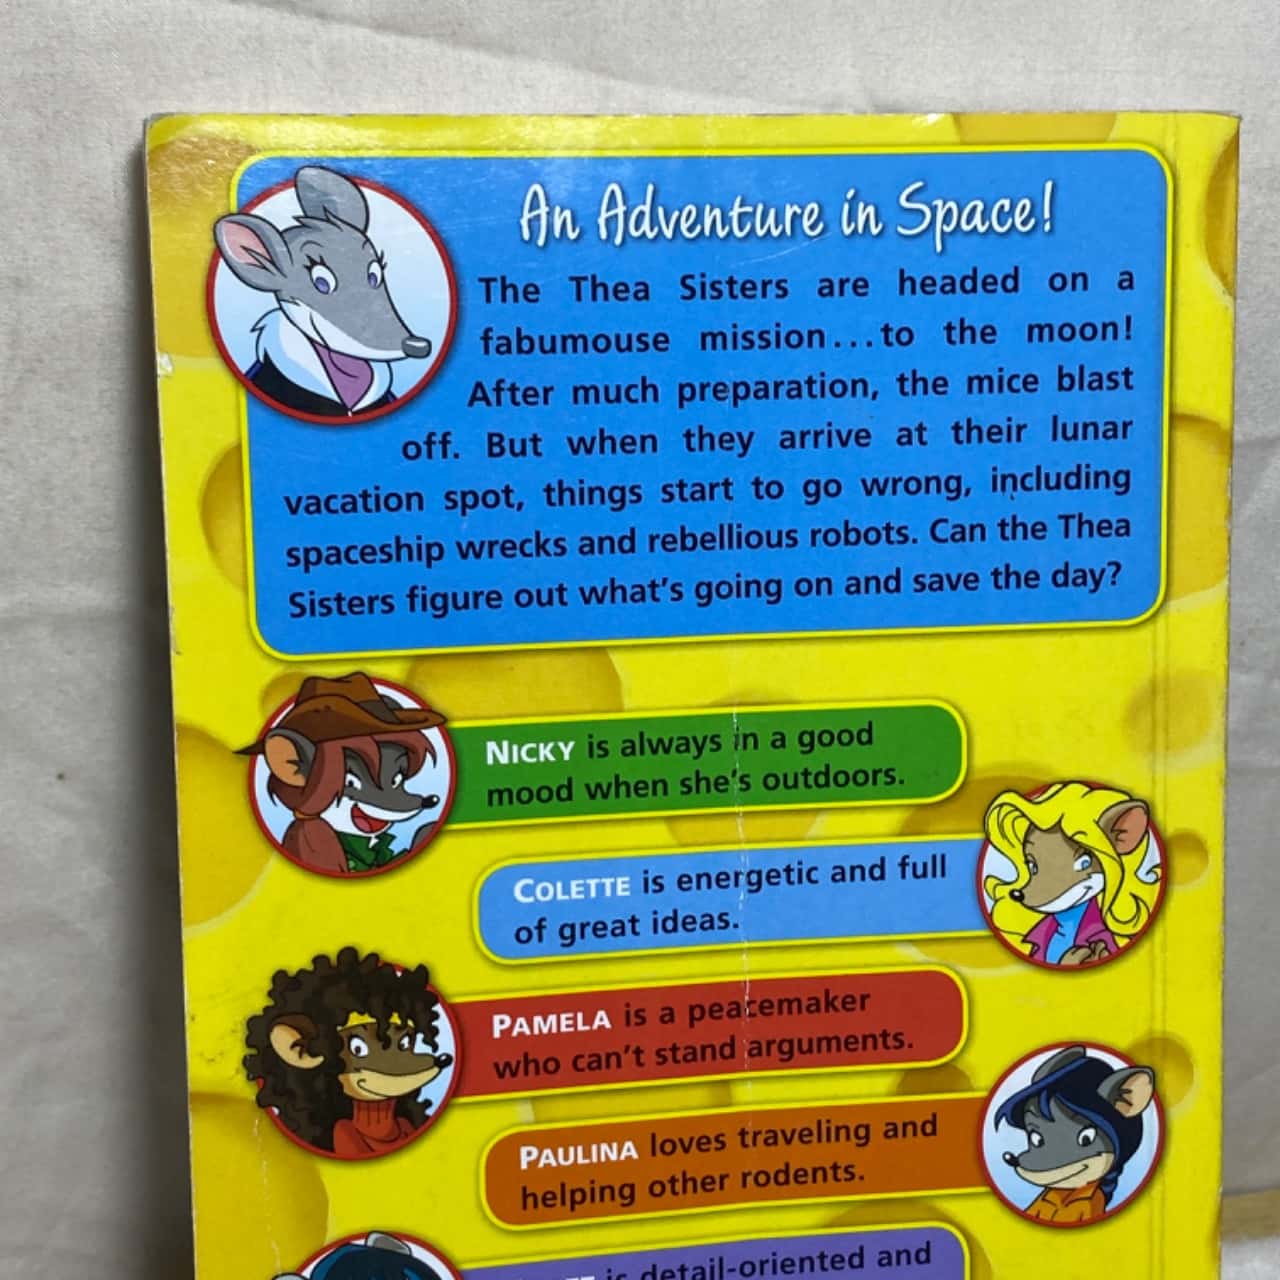 An Adventure in Space!
The Thea Sisters are headed on a
fabumouse mission...to the moon!
After much preparation, the mice blast
off. But when they arrive at their lunar
vacation spot, things start to go wrong, including
spaceship wrecks and rebellious robots. Can the Thea
Sisters figure out what's going on and save the day?
NICKY is always in a good
mood when she's outdoors.
COLETTE is energetic and full
of great ideas.
PAMELA is a peacemaker
who can't stand arguments.
PAULINA loves traveling and
helping other rodents.
is detail-oriented and